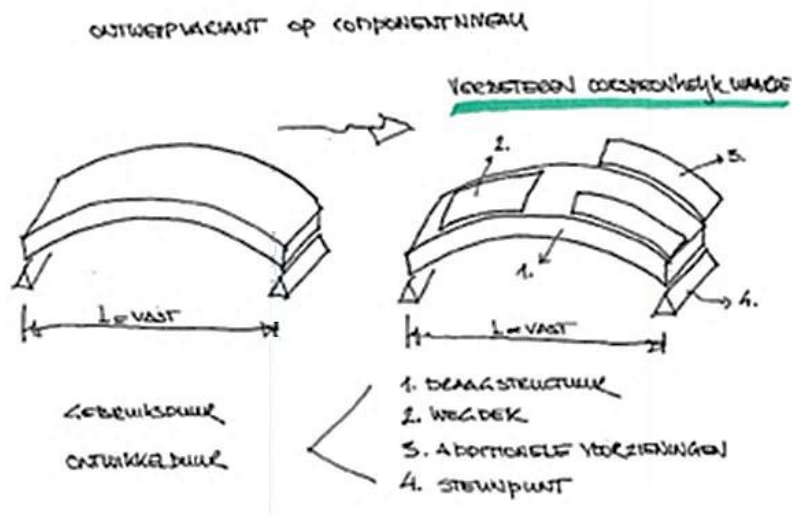 ONTWERPVARIANT OP COMPONENTNIVEAU
VERBETEREN OORSPRONKELIJK WAARDE
2.
3.
1.
4.
L = VAST
L = VAST
GEBRUIKSDUUR
ONTWIKKELDUUR
1. DRAAGSTRUCTUUR
2. WEGDEK
3. ADDITIONELE VOORZIENINGEN
4. STEUNPUNT